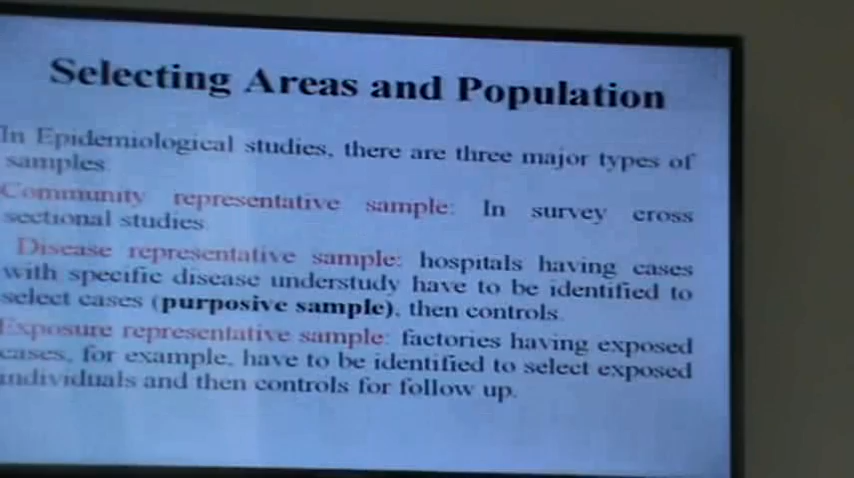 Selecting Areas and Population
In Epidemiological studies, there are three major types of
samples
Community representative sample: In survey cross
sectional studies
Disease representative sample: hospitals having cases
with specific disease understudy have to be identified to
select cases (purposive sample), then controls.
Exposure representative sample: factories having exposed
cases, for example, have to be identified to select exposed
individuals and then controls for follow up.